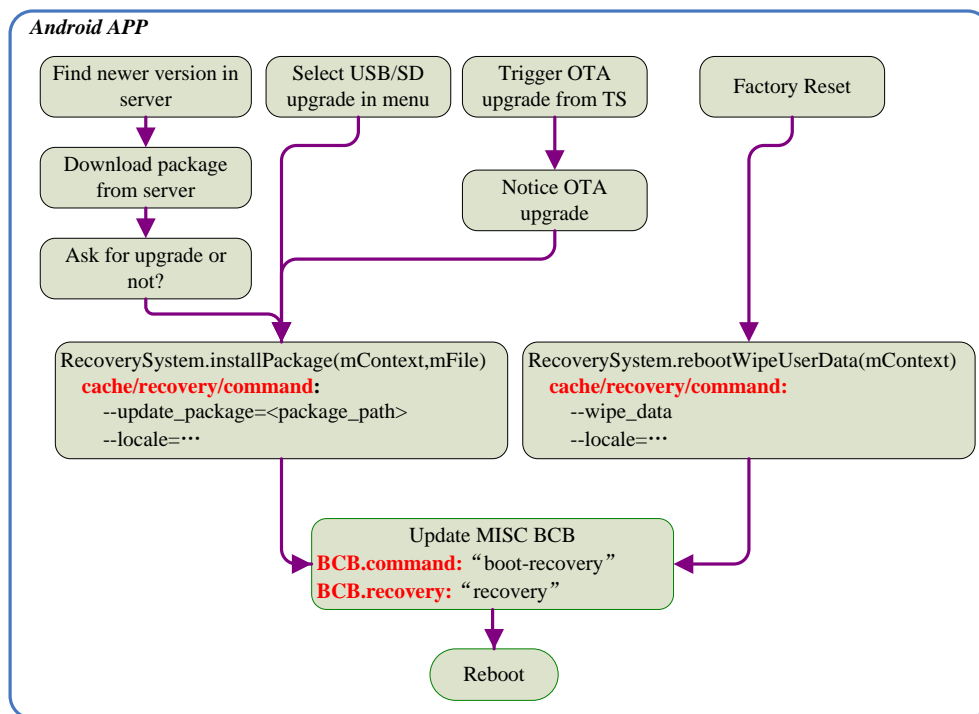 Android APP
Find newer version in
server
Select USB/SD
upgrade in menu
Trigger OTA
upgrade from TS
Factory Reset
Download package
from server
Notice OTA
upgrade
Ask for upgrade or
not?
RecoverySystem.installPackage(mContext,mFile)
cache/recovery/command:
--update_package=<package_path>
--locale=⋯
RecoverySystem.rebootWipeUserData(mContext)
cache/recovery/command:
--wipe_data
--locale=⋯
Update MISC BCB
BCB.command: “boot-recovery”
BCB.recovery: “recovery”
Reboot